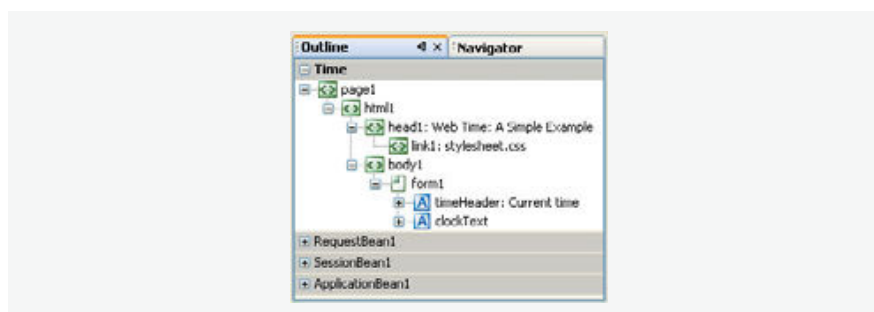 Outline Navigator
Time
page1
html1
head1: Web Time: A Simple Example
link1: stylesheet.css
body1
form1
timeHeader: Current time
clockText
RequestBean1
SessionBean1
ApplicationBean1